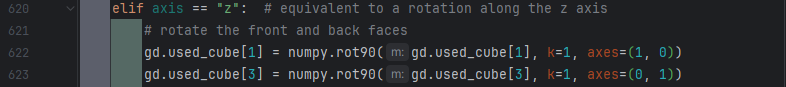 620 elif axis == "z":  # equivalent to a rotation along the z axis
621 # rotate the front and back faces
622 gd.used_cube[1] = numpy.rot90( m: gd.used_cube[1], k=1, axes=(1, 0))
623 gd.used_cube[3] = numpy.rot90( m: gd.used_cube[3], k=1, axes=(0, 1))